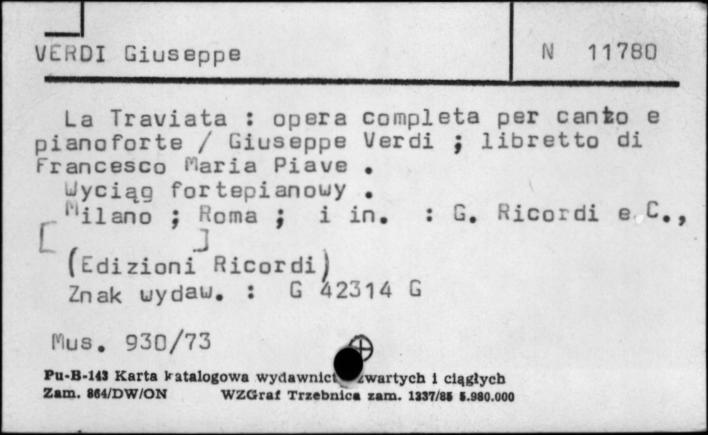 VERDI Giuseppe N 11780
La Traviata : opera completa per canto e
pianoforte / Giuseppe Verdi ; libretto di
Francesco Maria Piave .
Wyciąg fortepianowy .
Milano ; Roma ; i in. : G. Ricordi e C.,
[ ]
(Edizioni Ricordi)
Znak wydaw. : G 42314 G
Mus. 930/73
Pu-B-143 Karta katalogowa wydawnict zwartych i ciągłych
Zam. 864/DW/ON WZGraf Trzebnica zam. 1337/85 5.980.000